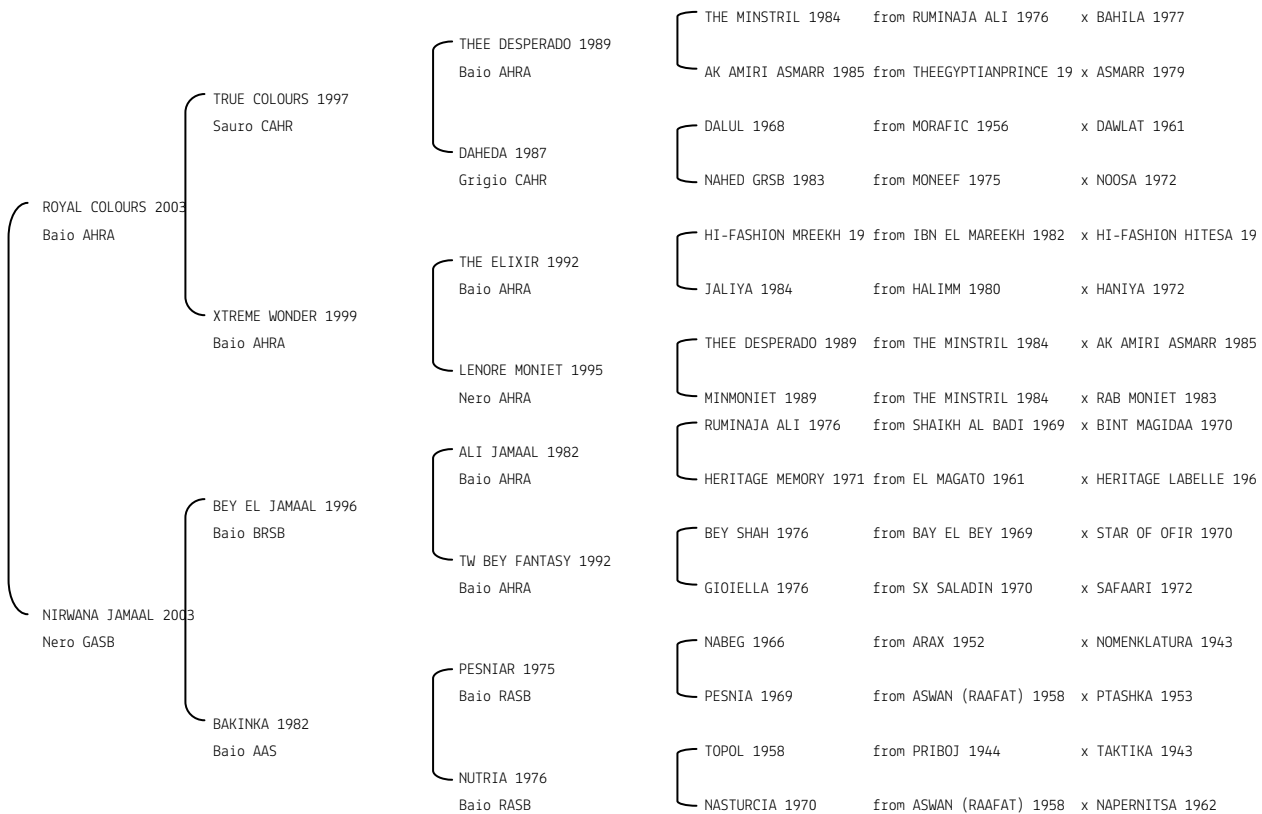 THE MINSTRIL 1984 from RUMINAJA ALI 1976 x BAHILA 1977
THEE DESPERADO 1989
Baio AHRA
AK AMIRI ASMARR 1985 from THEEGYPTIANPRINCE 19 x ASMARR 1979
TRUE COLOURS 1997
Sauro CAHR
DALUL 1968 from MORAFIC 1956 x DAWLAT 1961
DAHEDA 1987
Grigio CAHR
NAHED GRSB 1983 from MONEEF 1975 x NOOSA 1972
ROYAL COLOURS 2003
Baio AHRA
HI-FASHION MREEKH 19 from IBN EL MAREEKH 1982 x HI-FASHION HITESA 19
THE ELIXIR 1992
Baio AHRA
JALIYA 1984 from HALIMM 1980 x HANIYA 1972
XTREME WONDER 1999
Baio AHRA
THEE DESPERADO 1989 from THE MINSTRIL 1984 x AK AMIRI ASMARR 1985
LENORE MONIET 1995
Nero AHRA
MINMONIET 1989 from THE MINSTRIL 1984 x RAB MONIET 1983
RUMINAJA ALI 1976 from SHAIKH AL BADI 1969 x BINT MAGIDAA 1970
ALI JAMAAL 1982
Baio AHRA
HERITAGE MEMORY 1971 from EL MAGATO 1961 x HERITAGE LABELLE 196
BEY EL JAMAAL 1996
Baio BRSB
BEY SHAH 1976 from BAY EL BEY 1969 x STAR OF OFIR 1970
TW BEY FANTASY 1992
Baio AHRA
GIOIELLA 1976 from SX SALADIN 1970 x SAFAARI 1972
NIRWANA JAMAAL 2003
Nero GASB
NABEG 1966 from ARAX 1952 x NOMENKLATURA 1943
PESNIAR 1975
Baio RASB
PESNIA 1969 from ASWAN (RAAFAT) 1958 x PTASHKA 1953
BAKINKA 1982
Baio AAS
TOPOL 1958 from PRIBOJ 1944 x TAKTIKA 1943
NUTRIA 1976
Baio RASB
NASTURCIA 1970 from ASWAN (RAAFAT) 1958 x NAPERNITSA 1962